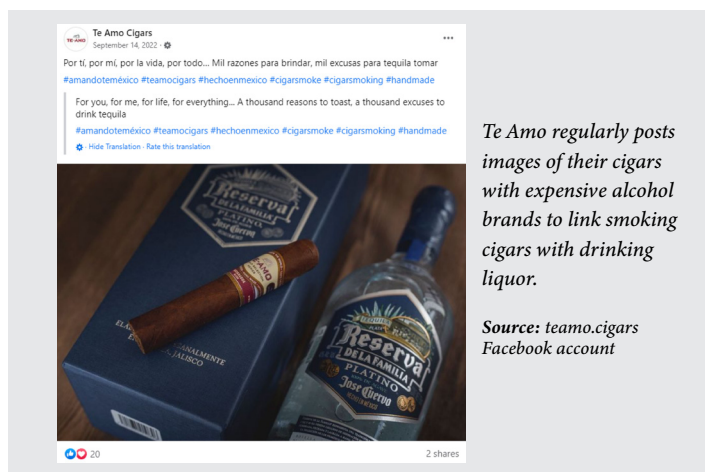 Te Amo Cigars
September 14, 2022 ·
Por tí, por mí, por la vida, por todo... Mil razones para brindar, mil excusas para tequila tomar
#amandoteméxico #teamocigars #hechoenmexico #cigarsmoke #cigarsmoking #handmade
For you, for me, for life, for everything... A thousand reasons to toast, a thousand excuses to
drink tequila
#amandoteméxico #teamocigars #hechoenmexico #cigarsmoke #cigarsmoking #handmade
· Hide Translation · Rate this translation
Reserva
DE LA FAMILIA
PLATINO
Jose Cuervo
TE-AMO
JALISCO
Reserva
DE LA FAMILIA
PLATINO
Jose Cuervo
20
2 shares
Te Amo regularly posts
images of their cigars
with expensive alcohol
brands to link smoking
cigars with drinking
liquor.
Source: teamo.cigars
Facebook account